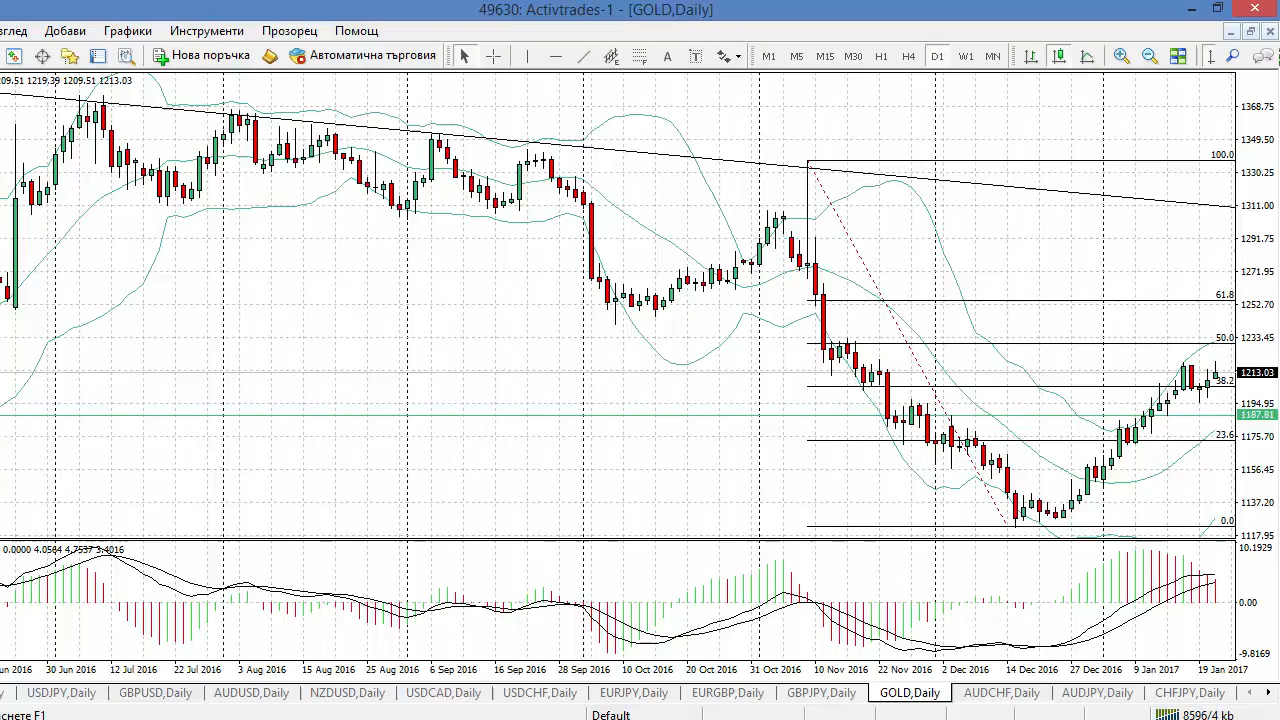 49630: Activtrades-1 - [GOLD,Daily]
зглед Добави Графики Инструменти Прозорец Помощ
Нова поръчка Автоматична търговия A T M1 M5 M15 M30 H1 H4 D1 W1 MN
209.51 1219.39 1209.51 1213.03
1368.75
1349.50
100.0
1330.25
1311.00
1291.75
1271.95
61.8
1252.70
50.0 1233.45
1213.03
38.2
1194.95
1187.81
23.6 1175.70
1156.45
1137.20
0.0
1117.95
0.0000 4.0584 4.7537 3.4016
10.1929
0.00
-9.8169
un 2016 30 Jun 2016 12 Jul 2016 22 Jul 2016 3 Aug 2016 15 Aug 2016 25 Aug 2016 6 Sep 2016 16 Sep 2016 28 Sep 2016 10 Oct 2016 20 Oct 2016 31 Oct 2016 10 Nov 2016 22 Nov 2016 2 Dec 2016 14 Dec 2016 27 Dec 2016 9 Jan 2017 19 Jan 2017
USDJPY,Daily GBPUSD,Daily AUDUSD,Daily NZDUSD,Daily USDCAD,Daily USDCHF,Daily EURJPY,Daily EURGBP,Daily GBPJPY,Daily GOLD,Daily AUDCHF,Daily AUDJPY,Daily CHFJPY,Daily
снете F1 Default 8596/4 kb